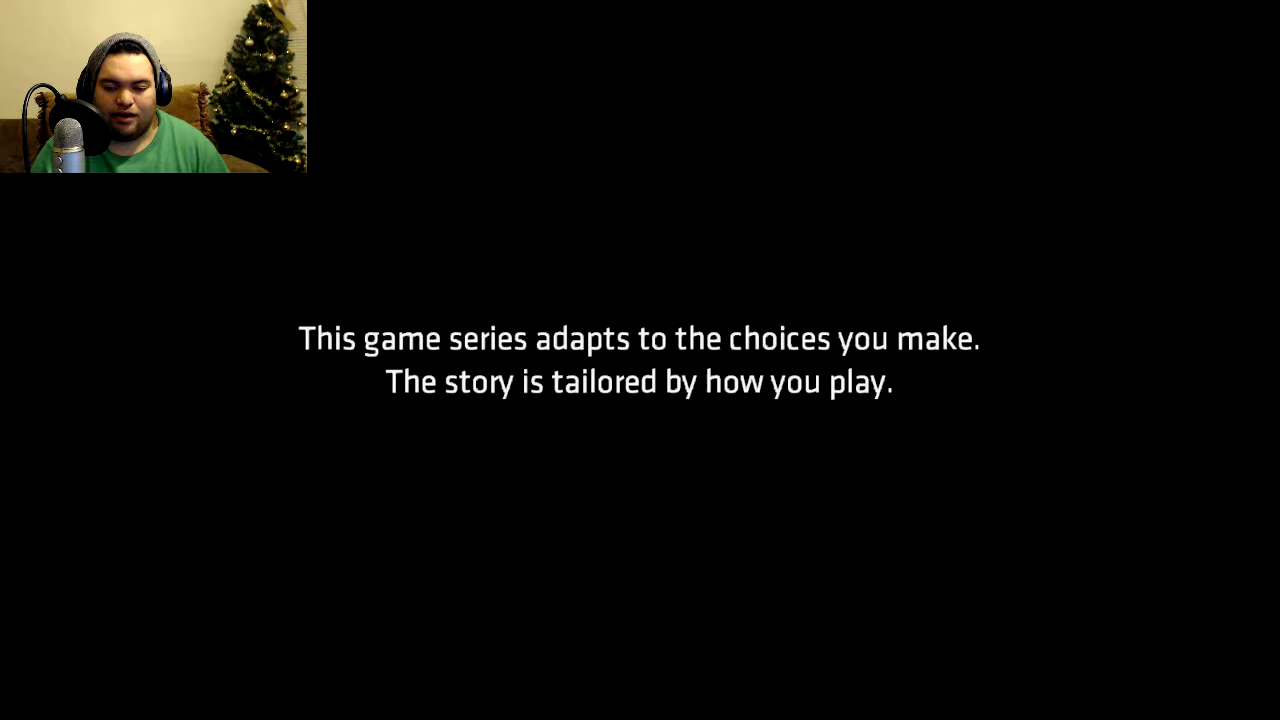 This game series adapts to the choices you make.
The story is tailored by how you play.